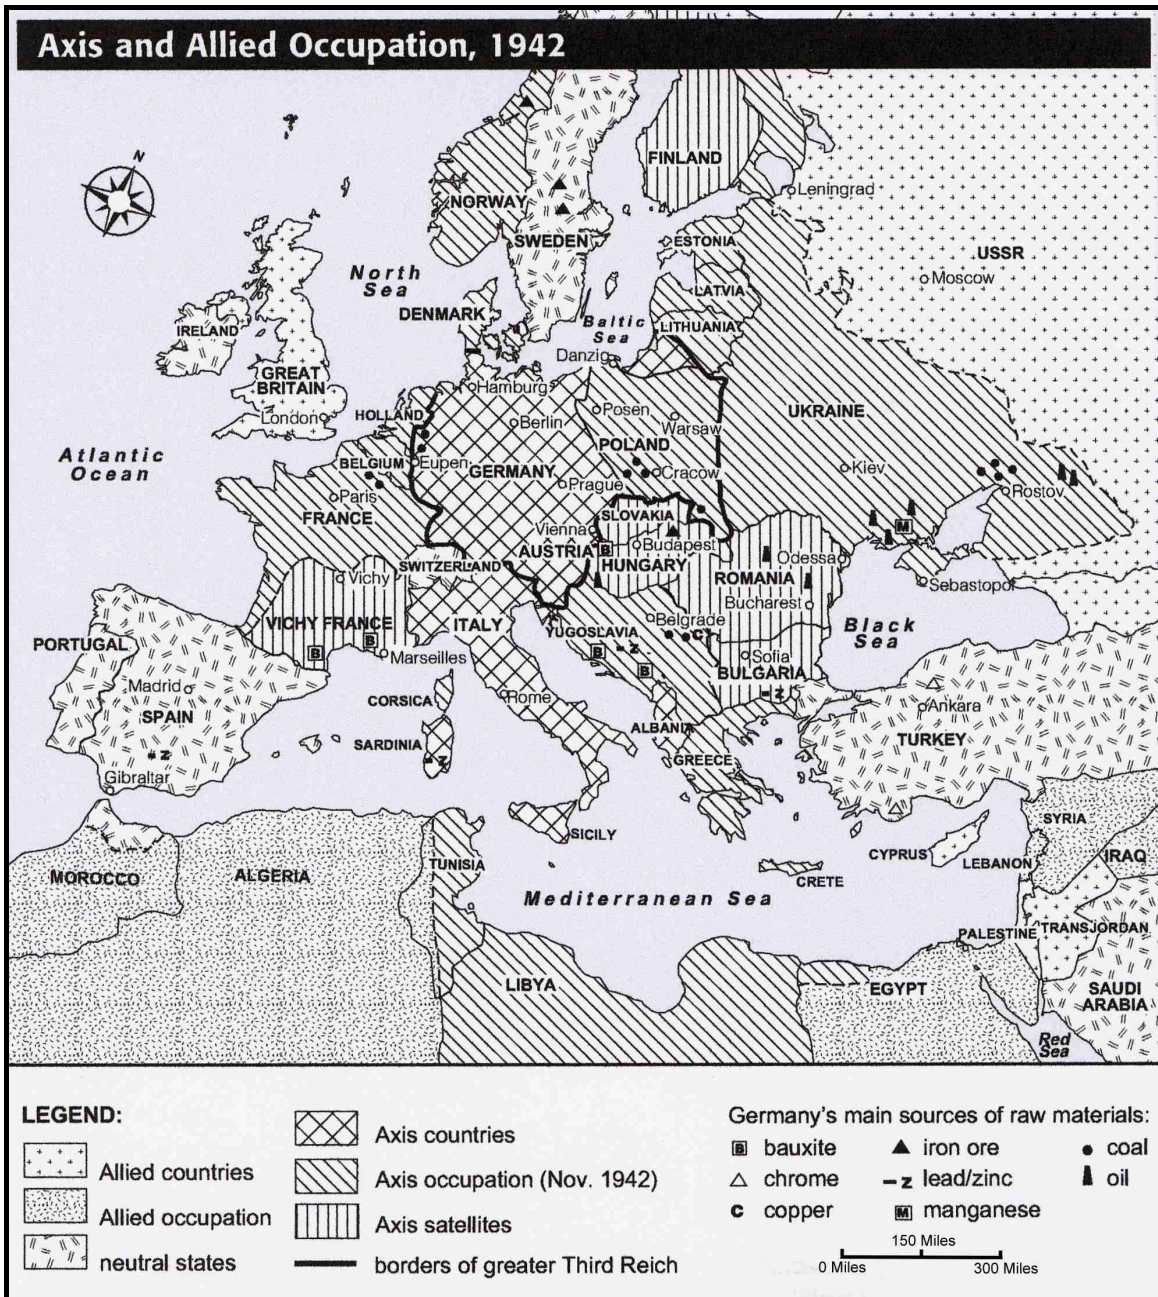 Axis and Allied Occupation, 1942
N
FINLAND
Leningrad
NORWAY
SWEDEN
ESTONIA
USSR
Moscow
North
Sea
LATVIA
DENMARK
Baltic
Sea
LITHUANIA
IRELAND
Danzig
GREAT
BRITAIN
Hamburg
London
HOLLAND
Berlin
Posen
Warsaw
UKRAINE
POLAND
Atlantic
Ocean
BELGIUM
Eupen
GERMANY
Cracow
Kiev
Paris
Prague
Rostov
FRANCE
SLOVAKIA
M
Vienna
AUSTRIA
B
Budapest
HUNGARY
Odessa
SWITZERLAND
Vichy
ROMANIA
Sebastopol
Bucharest
VICHY FRANCE
ITALY
Belgrade
YUGOSLAVIA
C
Black
Sea
PORTUGAL
B
B
Marseilles
B
Z
Sofia
BULGARIA
B
Z
Madrid
SPAIN
CORSICA
Rome
Ankara
TURKEY
ALBANIA
SARDINIA
Z
Z
GREECE
Gibraltar
SICILY
SYRIA
MOROCCO
ALGERIA
TUNISIA
CYPRUS
LEBANON
IRAQ
CRETE
Mediterranean Sea
PALESTINE
TRANSJORDAN
LIBYA
EGYPT
SAUDI
ARABIA
Red
Sea
LEGEND:
Allied countries
Allied occupation
neutral states
Axis countries
Axis occupation (Nov. 1942)
Axis satellites
borders of greater Third Reich
Germany's main sources of raw materials:
B bauxite
iron ore
coal
chrome
z lead/zinc
oil
c copper
M manganese
150 Miles
0 Miles
300 Miles